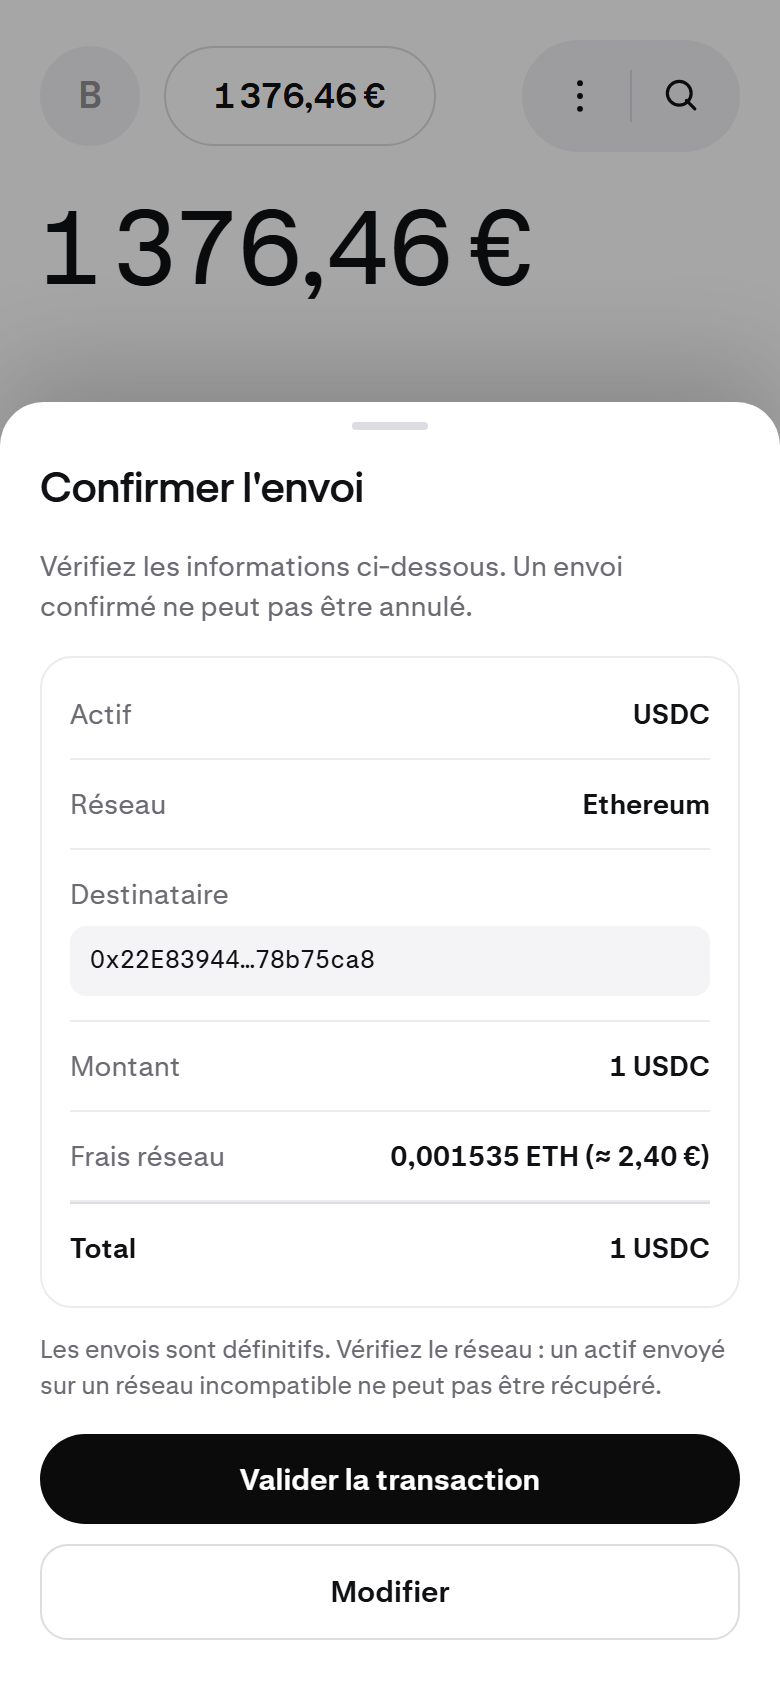 B
1 376,46 €
1 376,46 €
Confirmer l'envoi
Vérifiez les informations ci-dessous. Un envoi
confirmé ne peut pas être annulé.
Actif USDC
Réseau Ethereum
Destinataire
0x22E83944…78b75ca8
Montant 1 USDC
Frais réseau 0,001535 ETH (≈ 2,40 €)
Total 1 USDC
Les envois sont définitifs. Vérifiez le réseau : un actif envoyé
sur un réseau incompatible ne peut pas être récupéré.
Valider la transaction
Modifier